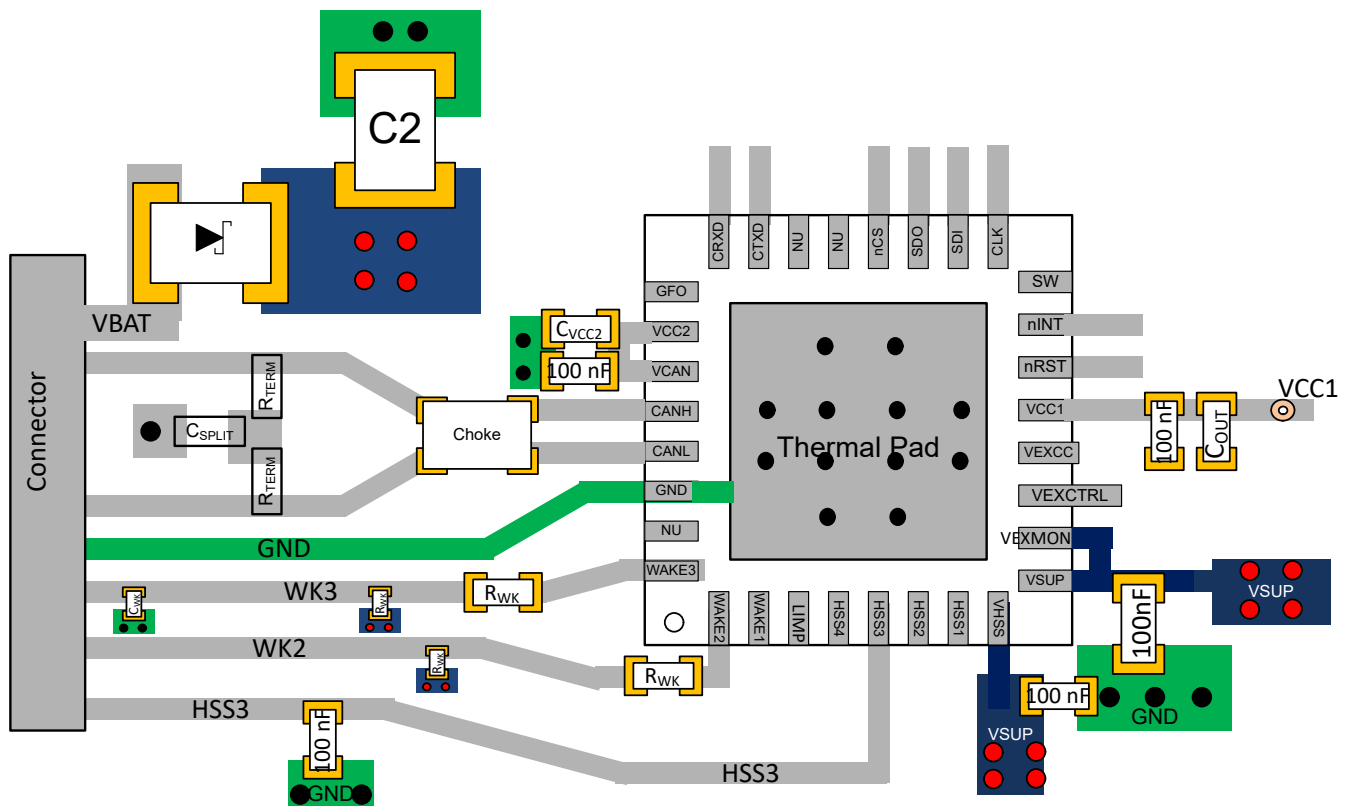 C2
CRXD
CTXD
NU
NU
nCS
SDO
SDI
CLK
Connector
VBAT
GFO
VCC2
VCAN
CANH
CANL
GND
NU
WAKE3
SW
nINT
nRST
VCC1
VEXCC
VEXCTRL
VEXMON
VSUP
CVCC2
100 nF
RTERM
CSPLIT
RTERM
Choke
Thermal Pad
VCC1
100 nF
COUT
GND
WK3
CWK
RWK
RWK
WK2
RWK
RWK
WAKE2
WAKE1
LIMP
HSS4
HSS3
HSS2
HSS1
VHSS
VSUP
100nF
100 nF
GND
VSUP
HSS3
100 nF
GND
HSS3